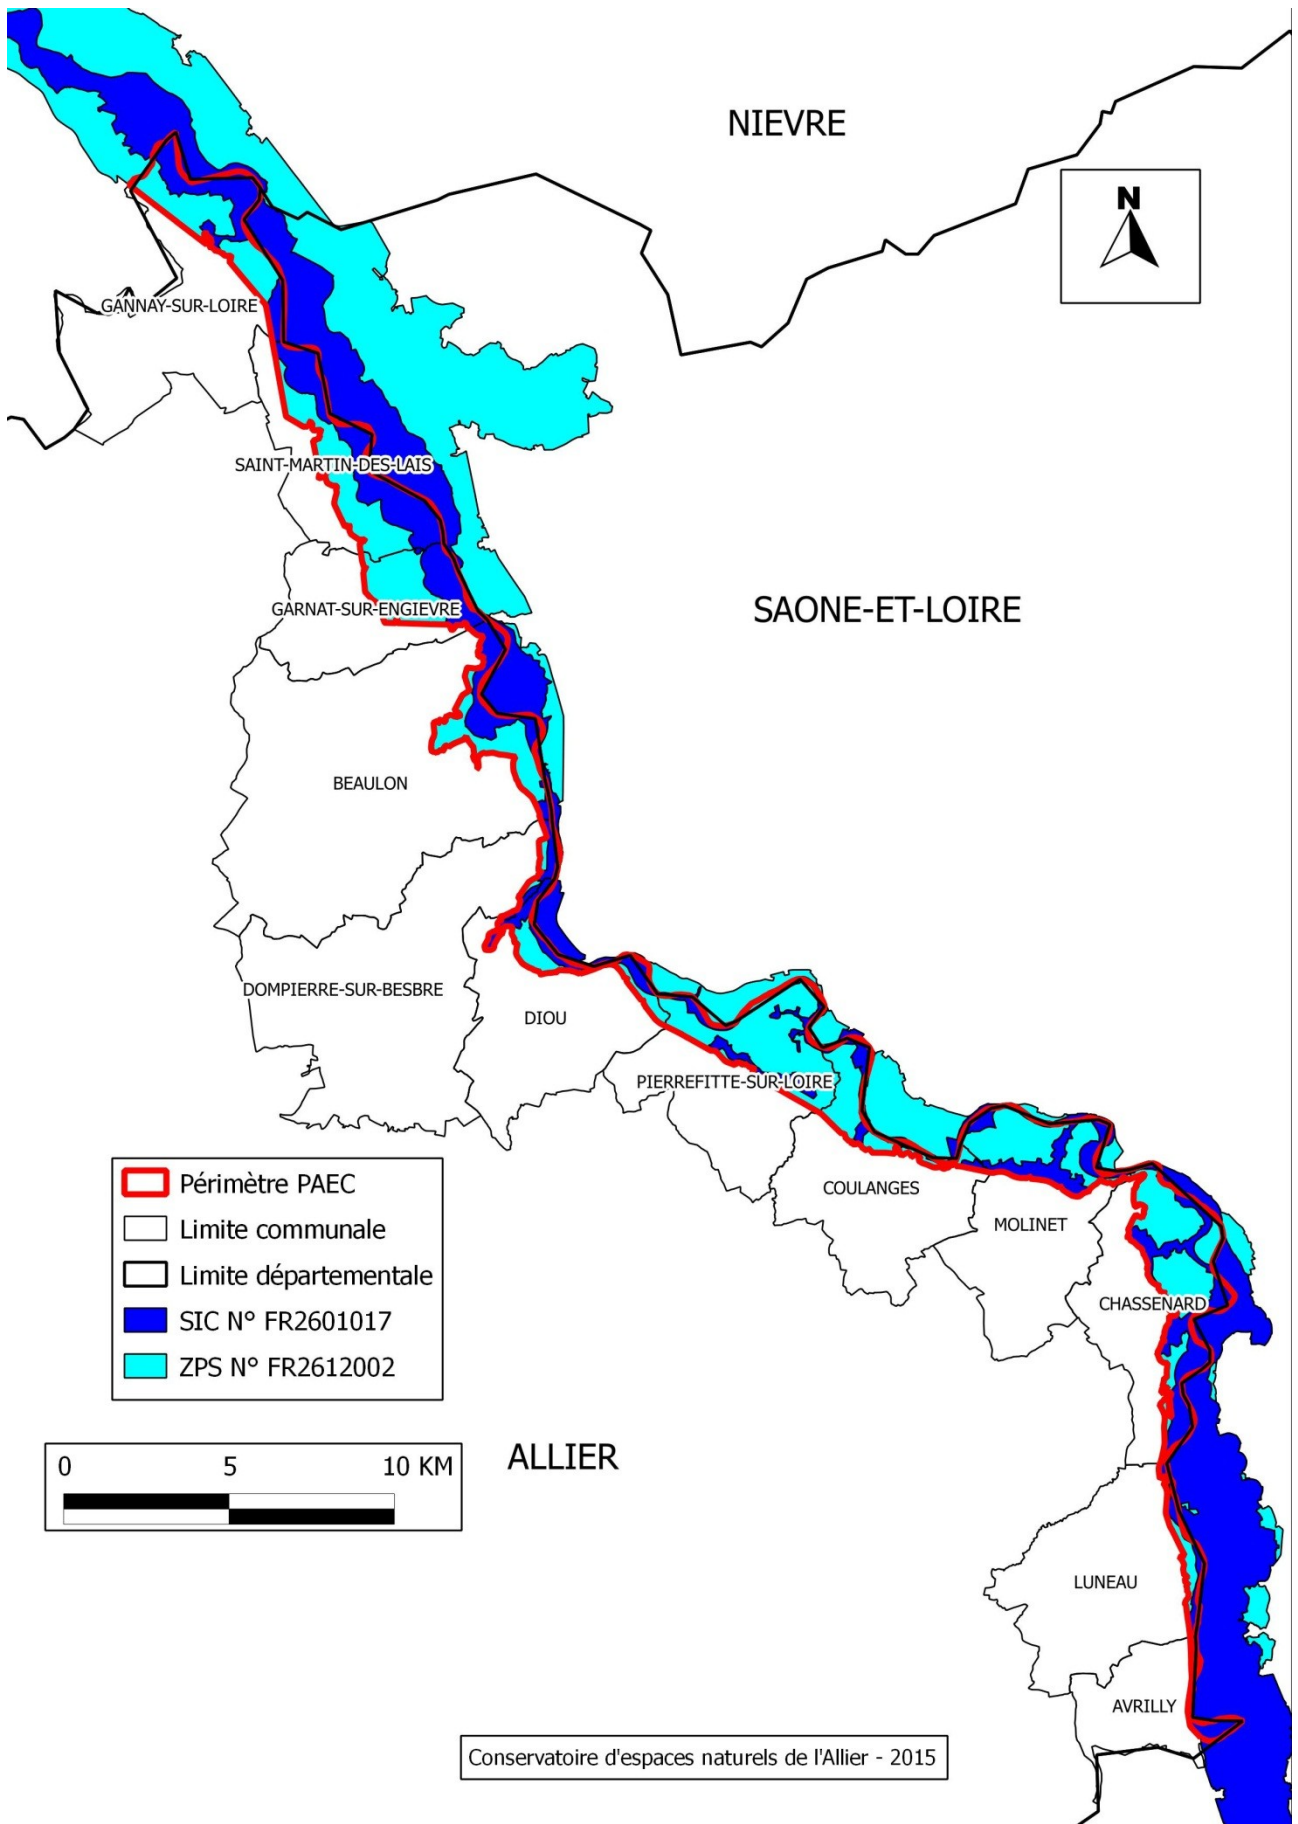 NIEVRE
N
GANNAY-SUR-LOIRE
SAINT-MARTIN-DES-LAIS
GARNAT-SUR-ENGIEVRE
SAONE-ET-LOIRE
BEAULON
DOMPIERRE-SUR-BESBRE
DIOU
PIERREFITTE-SUR-LOIRE
COULANGES
MOLINET
CHASSENARD
Périmètre PAEC
Limite communale
Limite départementale
SIC N° FR2601017
ZPS N° FR2612002
0 5 10 KM
ALLIER
LUNEAU
AVRILLY
Conservatoire d'espaces naturels de l'Allier - 2015